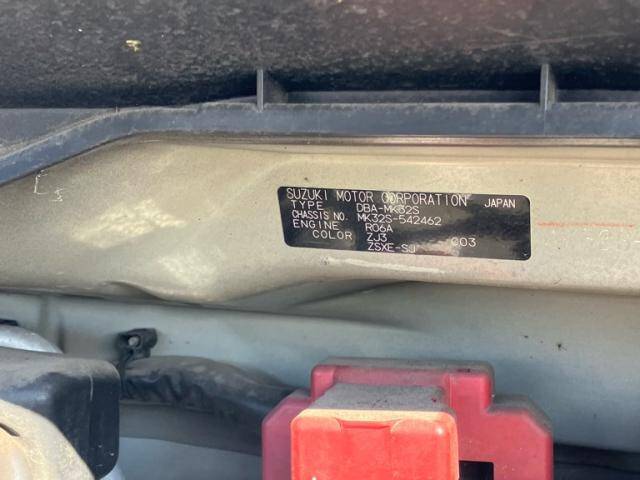 SUZUKI MOTOR CORPORATION JAPAN
TYPE DBA-MK32S
CHASSIS NO. MK32S-542462
ENGINE R06A
COLOR ZJ3 C03
ZSXE-SJ